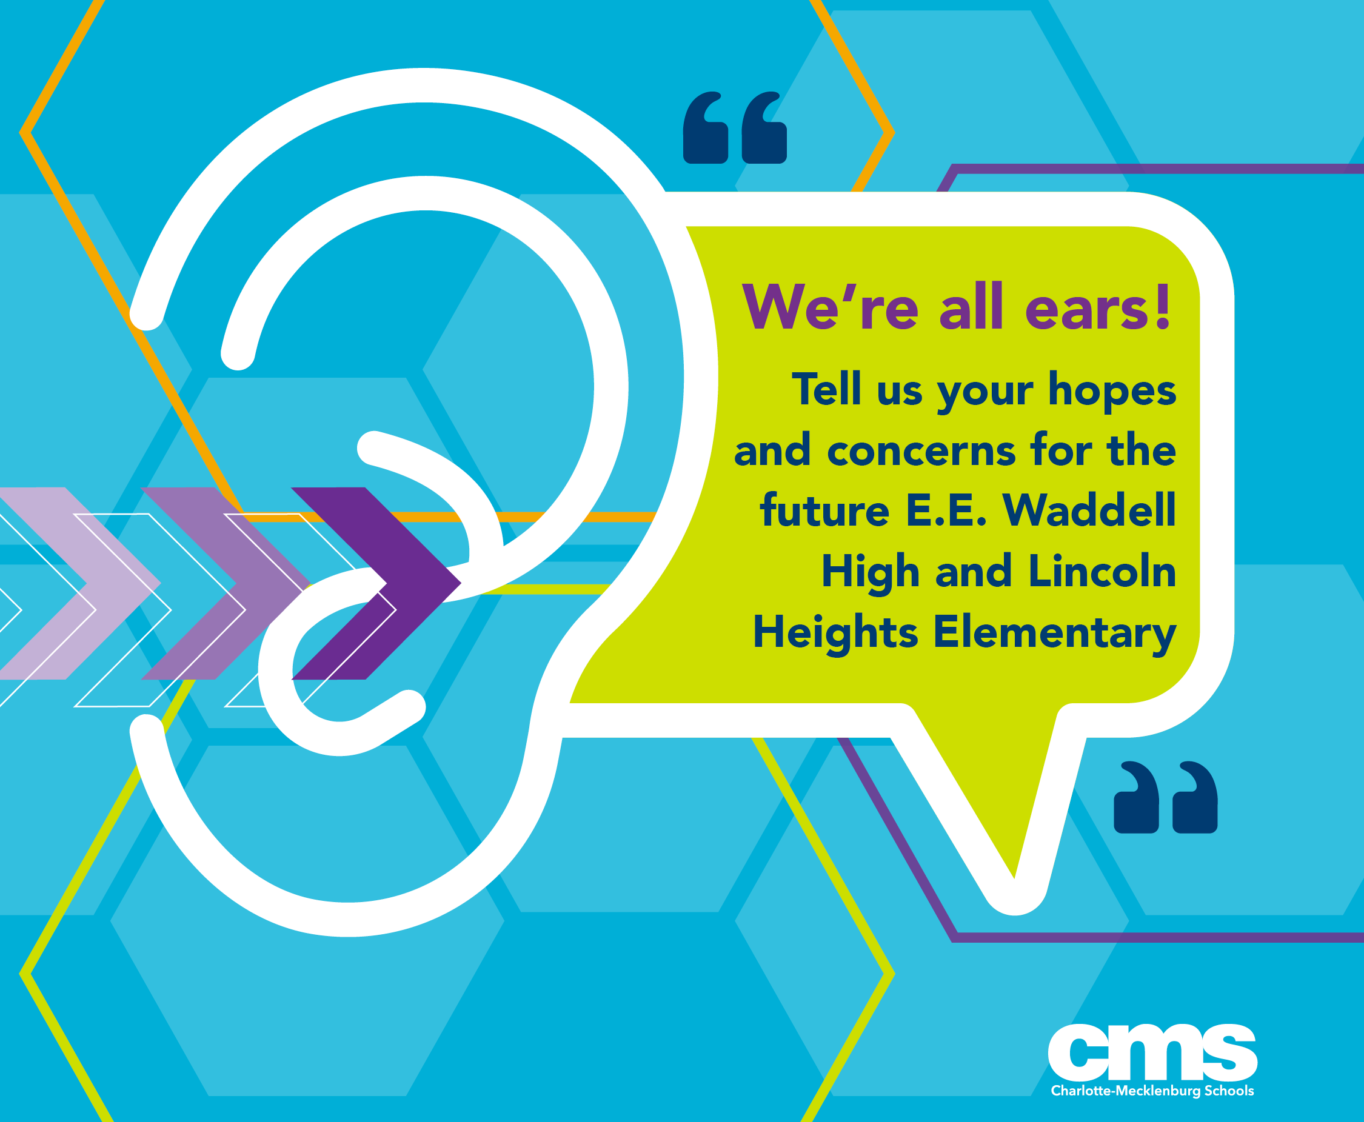 “
We’re all ears!
Tell us your hopes
and concerns for the
future E.E. Waddell
High and Lincoln
Heights Elementary
”
cms
Charlotte-Mecklenburg Schools